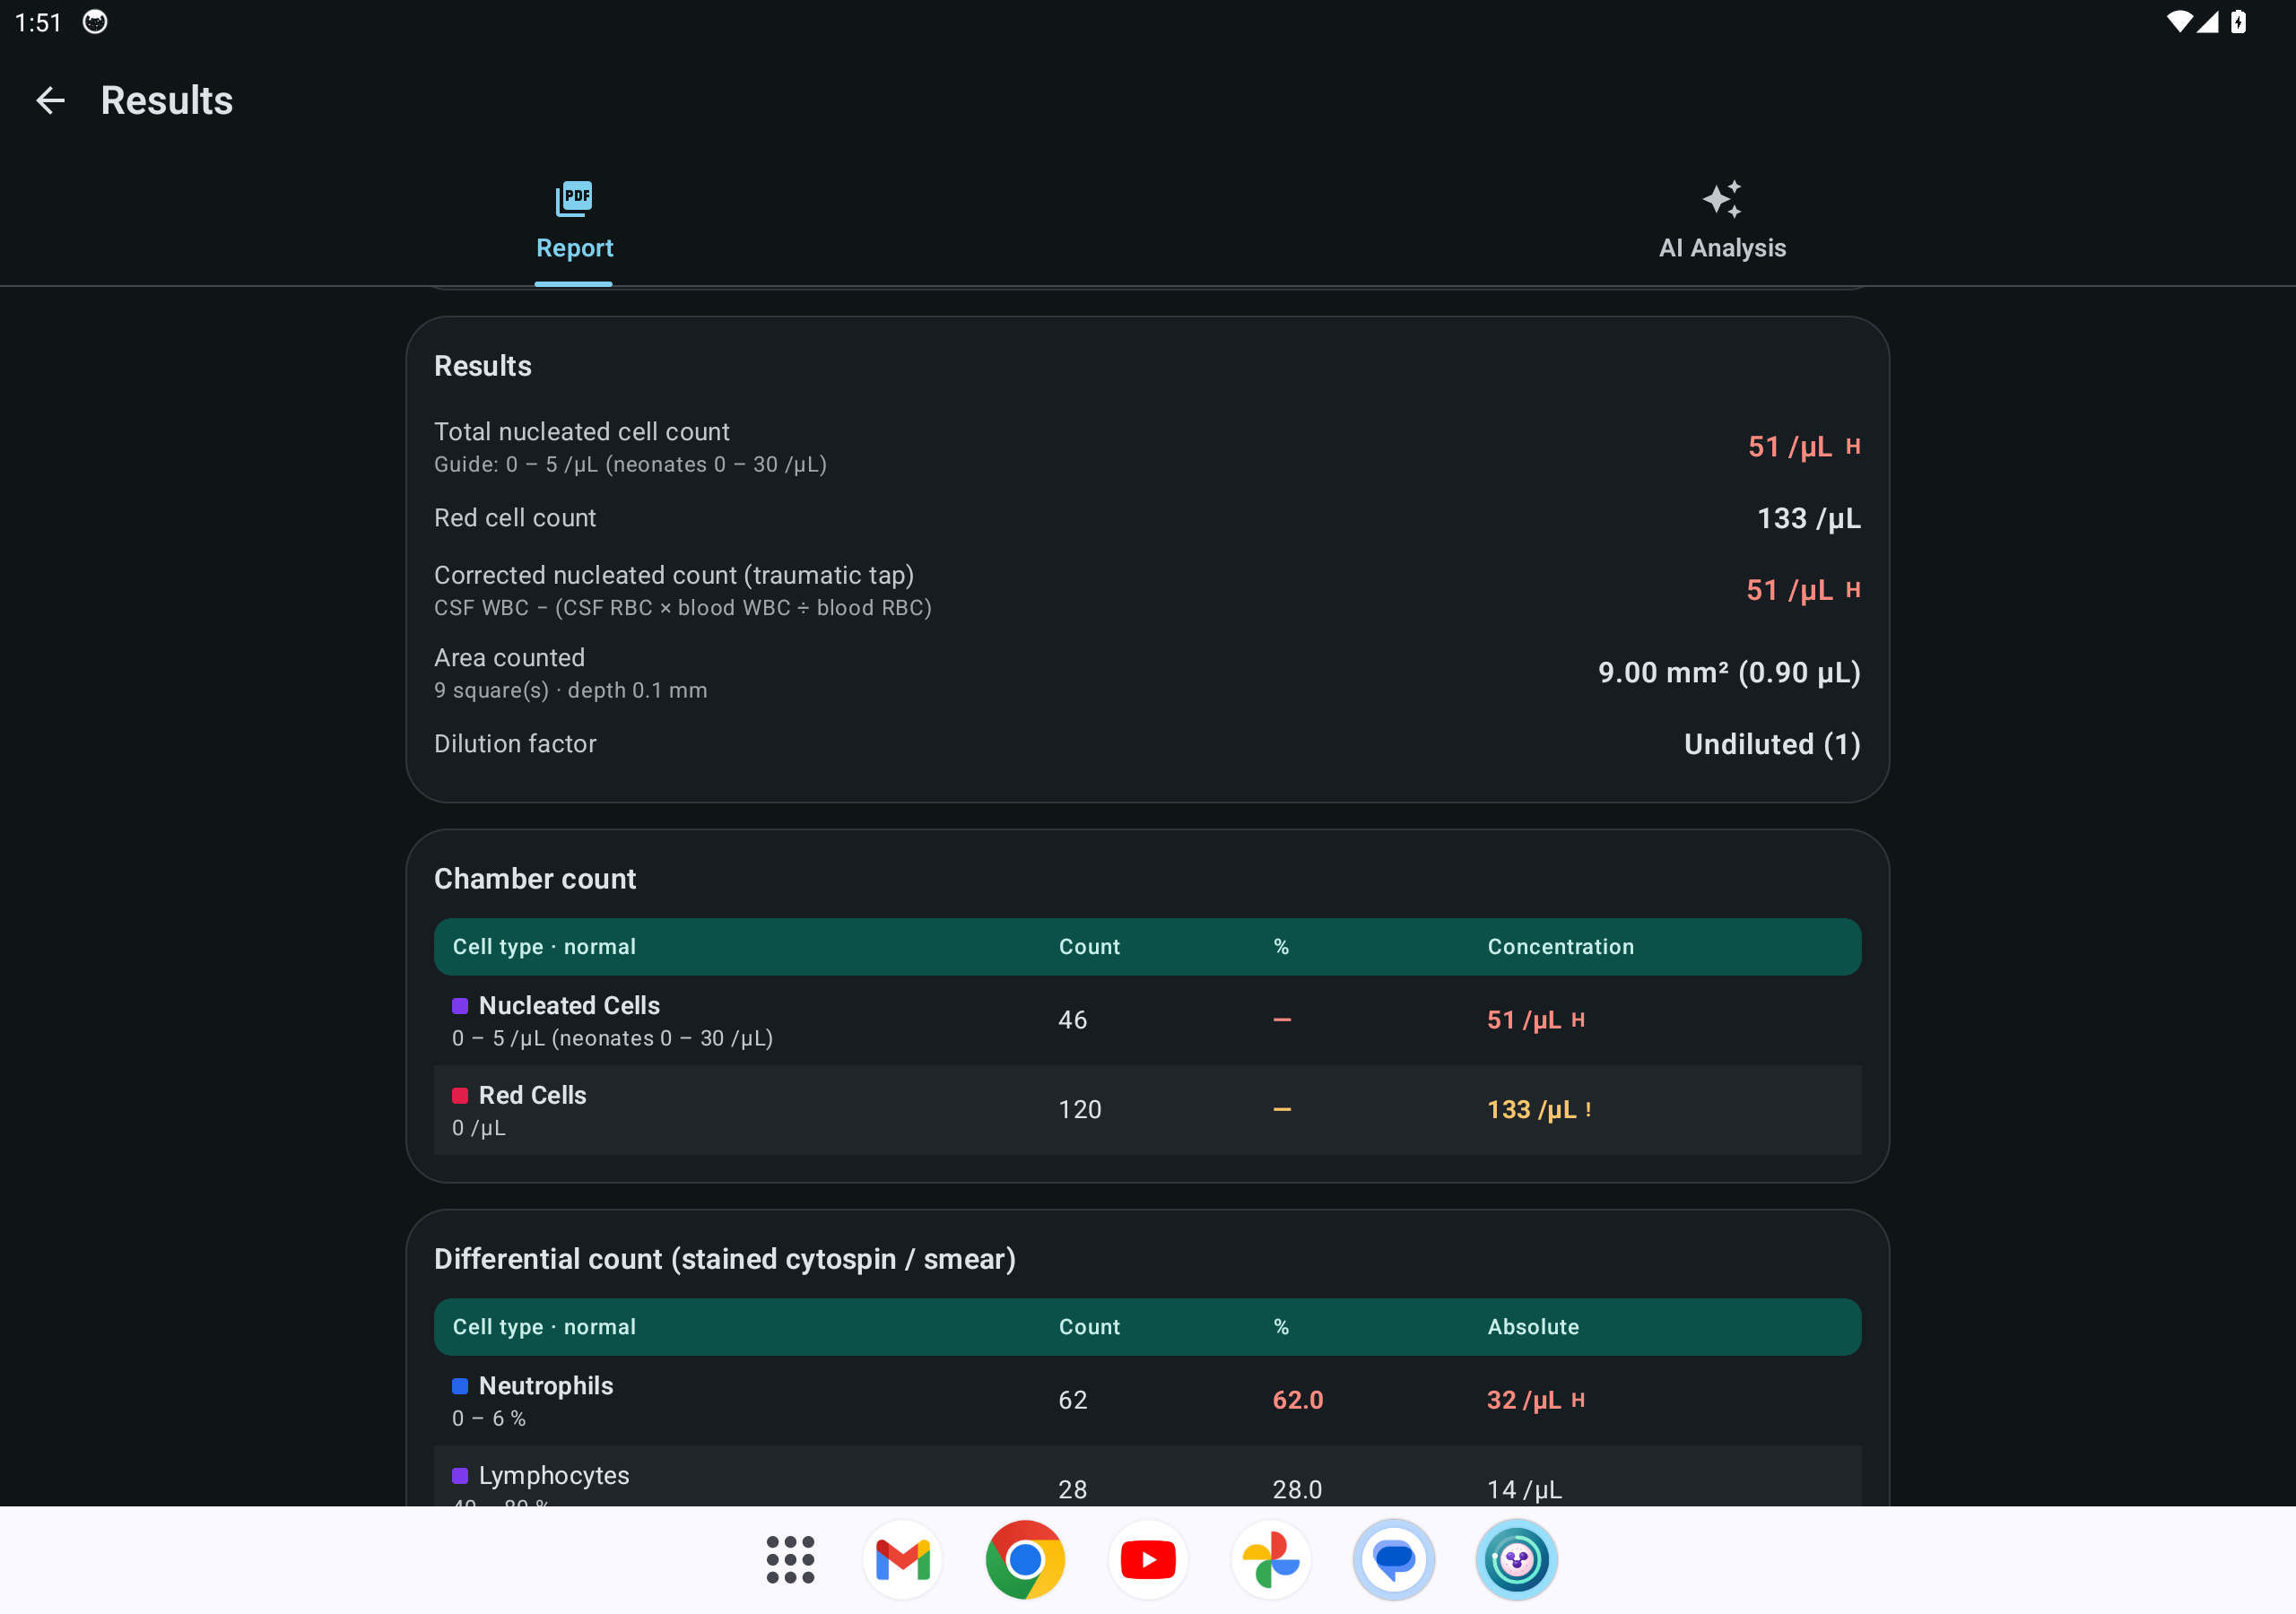 1:51
Results
PDF
Report
AI Analysis
Results
Total nucleated cell count
Guide: 0 – 5 /µL (neonates 0 – 30 /µL)
51 /µL H
Red cell count
133 /µL
Corrected nucleated count (traumatic tap)
CSF WBC − (CSF RBC × blood WBC ÷ blood RBC)
51 /µL H
Area counted
9 square(s) · depth 0.1 mm
9.00 mm² (0.90 µL)
Dilution factor
Undiluted (1)
Chamber count
Cell type · normal Count % Concentration
Nucleated Cells
0 – 5 /µL (neonates 0 – 30 /µL)
46 — 51 /µL H
Red Cells
0 /µL
120 — 133 /µL !
Differential count (stained cytospin / smear)
Cell type · normal Count % Absolute
Neutrophils
0 – 6 %
62 62.0 32 /µL H
Lymphocytes
28 28.0 14 /µL